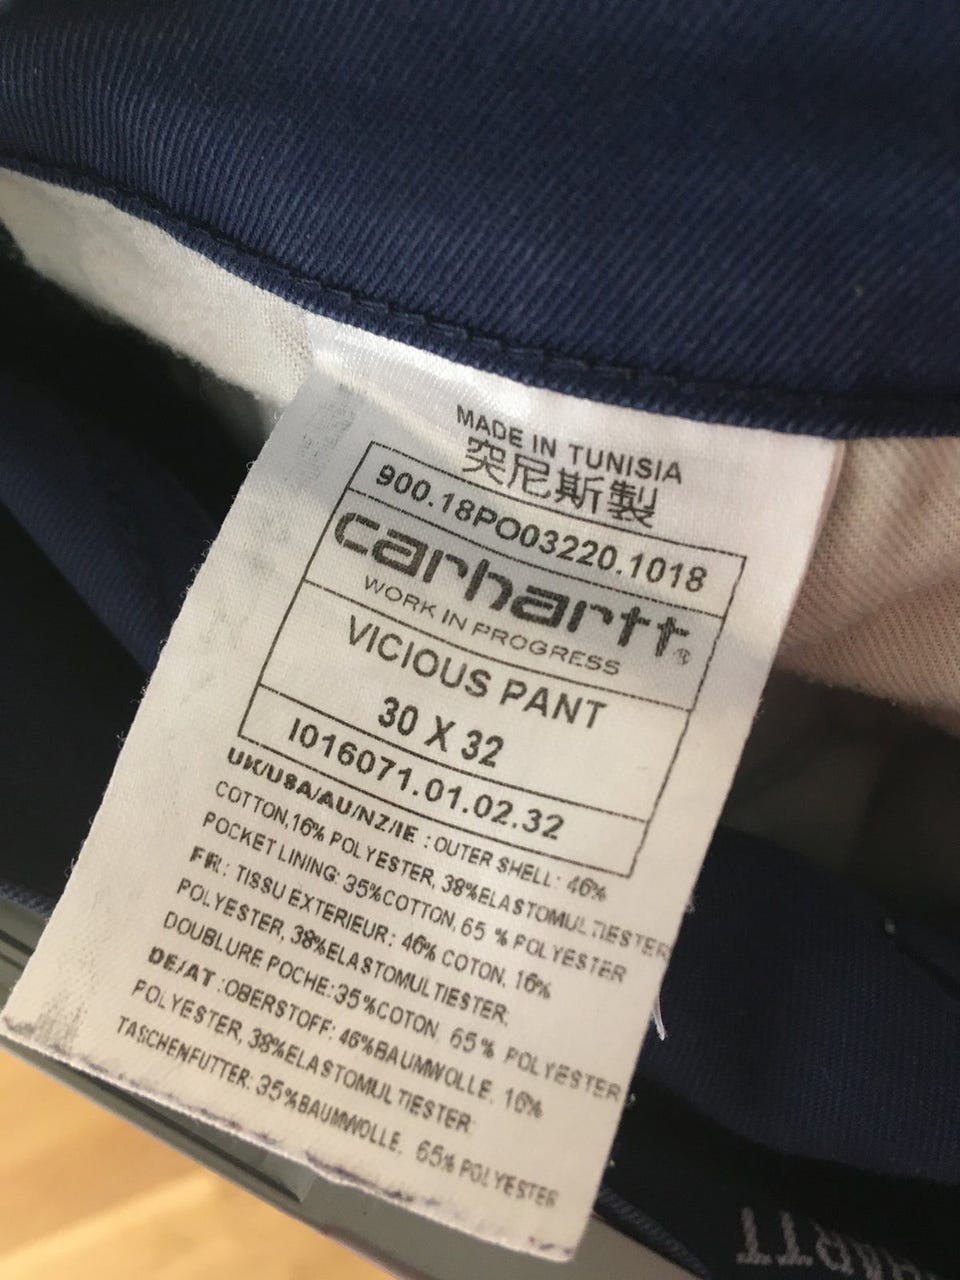 MADE IN TUNISIA
突尼斯製
900.18PO03220.1018
carhartt®
WORK IN PROGRESS
VICIOUS PANT
30 X 32
I016071.01.02.32
UK/USA/AU/NZ/IE :OUTER SHELL: 46%
COTTON,16% POLYESTER, 38%ELASTOMULTIESTER
POCKET LINING: 35%COTTON, 65 % POLYESTER
FR: TISSU EXTERIEUR: 46% COTON, 16%
POLYESTER, 38%ELASTOMULTIESTER.
DOUBLURE POCHE:35%COTON, 65% POLYESTER
DE/AT :OBERSTOFF: 46%BAUMWOLLE, 16%
POLYESTER, 38%ELASTOMULTIESTER.
TASCHENFUTTER: 35%BAUMWOLLE, 65% POLYESTER